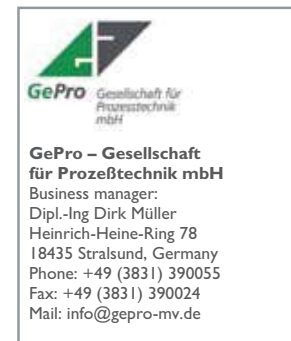 GePro Gesellschaft für
Prozesstechnik
mbH
GePro – Gesellschaft
für Prozeßtechnik mbH
Business manager:
Dipl.-Ing Dirk Müller
Heinrich-Heine-Ring 78
18435 Stralsund, Germany
Phone: +49 (3831) 390055
Fax: +49 (3831) 390024
Mail: info@gepro-mv.de